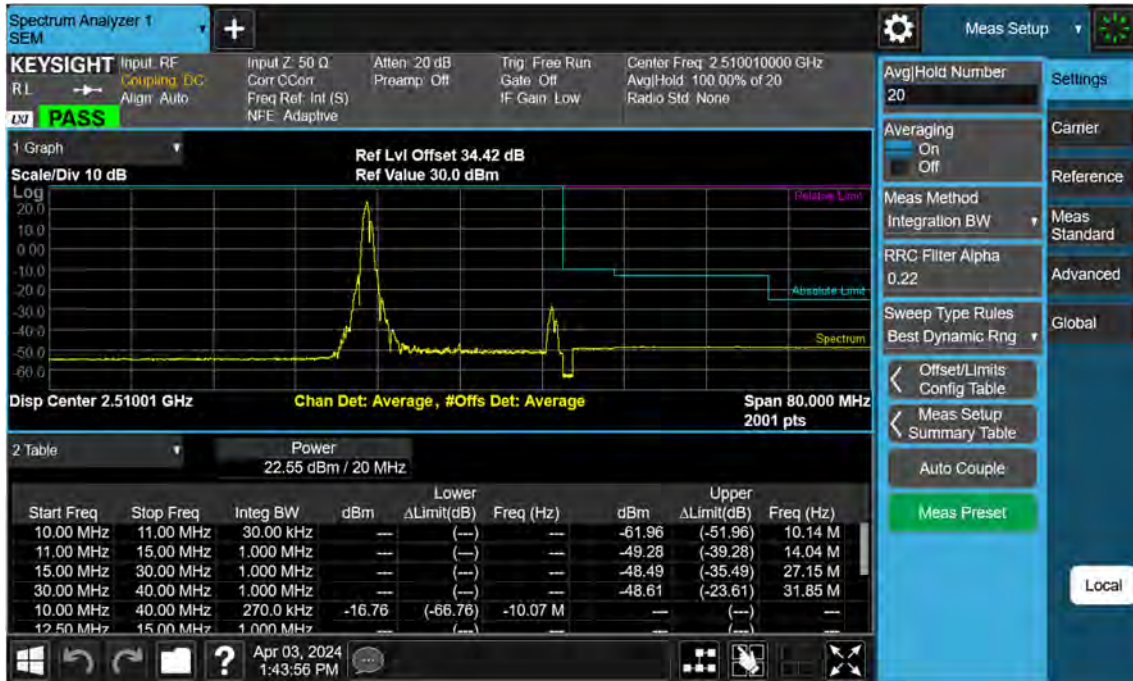 Spectrum Analyzer 1
SEM
+
Meas Setup
KEYSIGHT Input: RF Input Z: 50 Ω Atten: 20 dB Trig: Free Run Center Freq: 2.510010000 GHz
RL Coupling: DC Corr CCorr Preamp: Off Gate: Off Avg|Hold: 100.00% of 20
Align: Auto Freq Ref: Int (S) IF Gain: Low Radio Std: None
LXI PASS NFE: Adaptive
1 Graph
Ref Lvl Offset 34.42 dB
Scale/Div 10 dB Ref Value 30.0 dBm
Log
20.0
10.0
0.00
-10.0
-20.0
-30.0
-40.0
-50.0
-60.0
Relative Limit
Absolute Limit
Spectrum
Disp Center 2.51001 GHz Chan Det: Average, #Offs Det: Average Span 80.000 MHz
2001 pts
2 Table
Power
22.55 dBm / 20 MHz
Lower Upper
Start Freq Stop Freq Integ BW dBm ΔLimit(dB) Freq (Hz) dBm ΔLimit(dB) Freq (Hz)
10.00 MHz 11.00 MHz 30.00 kHz --- (---) --- -61.96 (-51.96) 10.14 M
11.00 MHz 15.00 MHz 1.000 MHz --- (---) --- -49.28 (-39.28) 14.04 M
15.00 MHz 30.00 MHz 1.000 MHz --- (---) --- -48.49 (-35.49) 27.15 M
30.00 MHz 40.00 MHz 1.000 MHz --- (---) --- -48.61 (-23.61) 31.85 M
10.00 MHz 40.00 MHz 270.0 kHz -16.76 (-66.76) -10.07 M --- (---) ---
12.50 MHz 15.00 MHz 1.000 MHz --- (---) --- --- (---) ---
?
Apr 03, 2024
1:43:56 PM
Avg|Hold Number
20
Averaging
On
Off
Meas Method
Integration BW
RRC Filter Alpha
0.22
Sweep Type Rules
Best Dynamic Rng
Offset/Limits
Config Table
Meas Setup
Summary Table
Auto Couple
Meas Preset
Settings
Carrier
Reference
Meas
Standard
Advanced
Global
Local